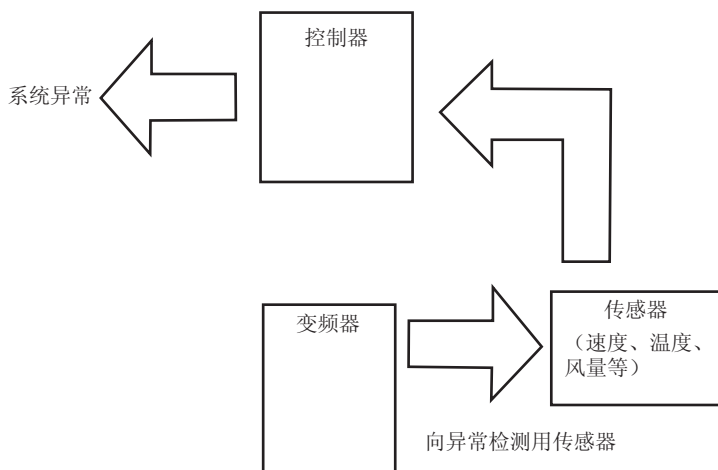 控制器
系统异常
变频器
传感器
（速度、温度、
风量等）
向异常检测用传感器